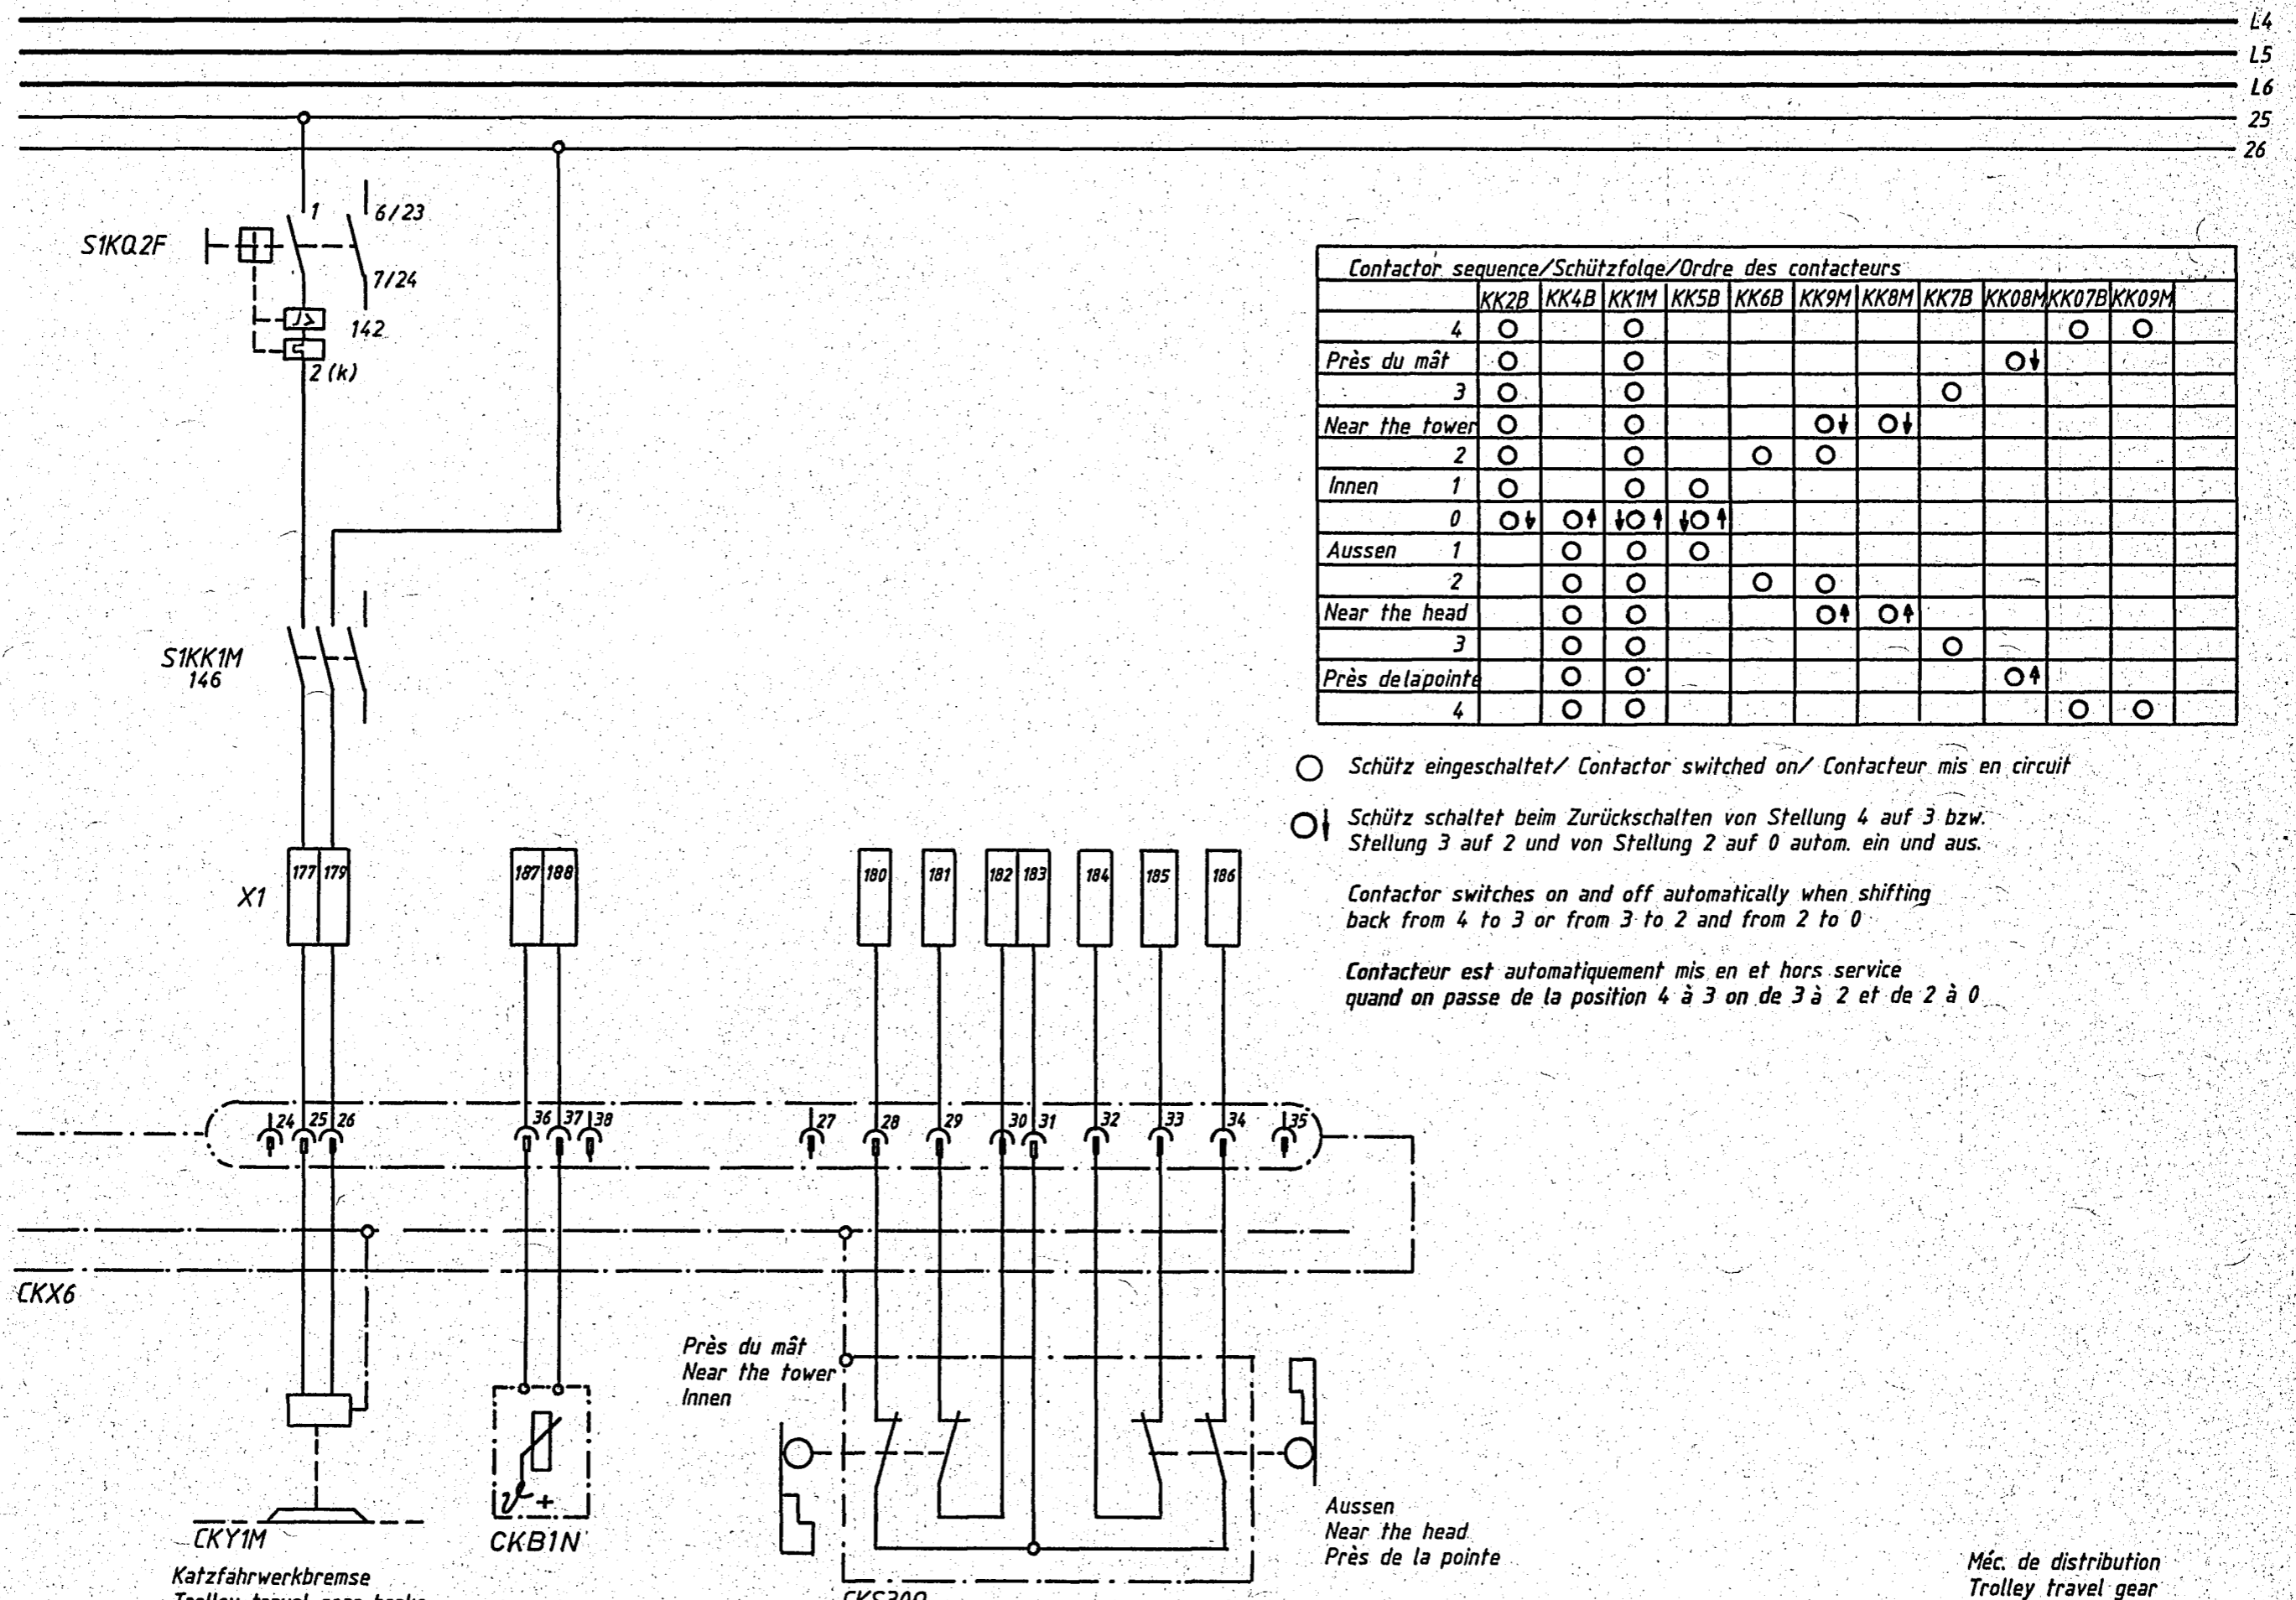 L4
L5
L6
25
26
S1KQ2F
1
6/23
7/24
142
2 (k)
Contactor sequence/Schützfolge/Ordre des contacteurs
KK2B KK4B KK1M KK5B KK6B KK9M KK8M KK7B KK08M KK07B KK09M
4
Près du mât
3
Near the tower
2
Innen 1
0
Aussen 1
2
Near the head
3
Près de la pointe
4
S1KK1M
146
Schütz eingeschaltet/ Contactor switched on/ Contacteur mis en circuit
Schütz schaltet beim Zurückschalten von Stellung 4 auf 3 bzw.
Stellung 3 auf 2 und von Stellung 2 auf 0 autom. ein und aus.
Contactor switches on and off automatically when shifting
back from 4 to 3 or from 3 to 2 and from 2 to 0
Contacteur est automatiquement mis en et hors service
quand on passe de la position 4 à 3 on de 3 à 2 et de 2 à 0
X1
177 179 187 188 180 181 182 183 184 185 186
24 25 26 36 37 38 27 28 29 30 31 32 33 34 35
CKX6
Près du mât
Near the tower
Innen
+
CKY1M
CKB1N
Katzfahrwerkbremse
Aussen
Near the head
Près de la pointe
Méc. de distribution
Trolley travel gear